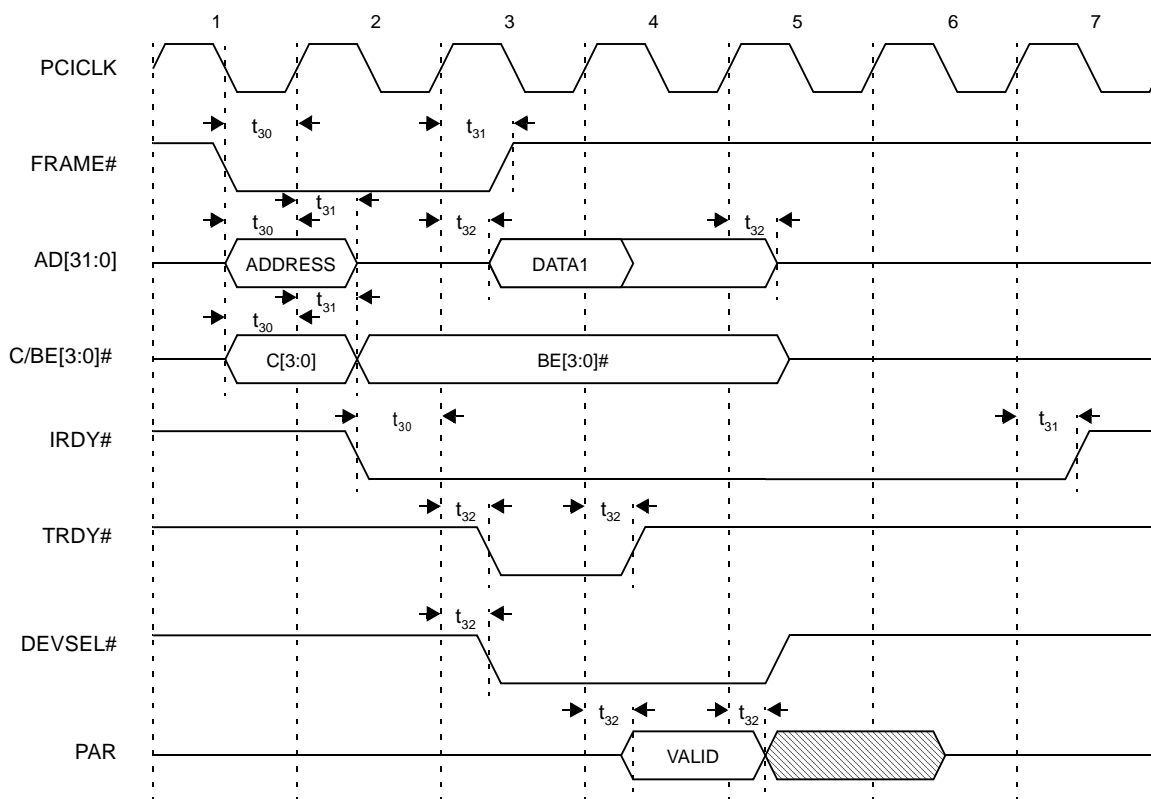 1 2 3 4 5 6 7
PCICLK
t30 t31
FRAME#
t31
t30 t32 t32
AD[31:0] ADDRESS DATA1
t31
t30
C/BE[3:0]# C[3:0] BE[3:0]#
t30 t31
IRDY#
t32 t32
TRDY#
t32
DEVSEL#
t32 t32
PAR VALID